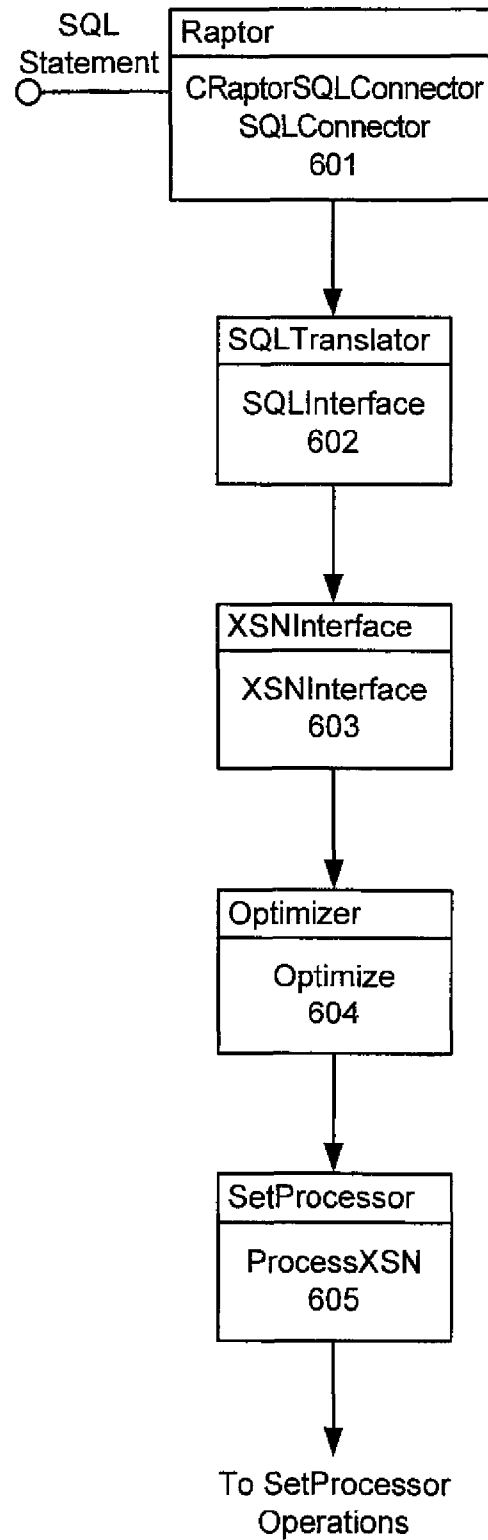 SQL
Statement
Raptor
CRaptorSQLConnector
SQLConnector
601
SQLTranslator
SQLInterface
602
XSNInterface
XSNInterface
603
Optimizer
Optimize
604
SetProcessor
ProcessXSN
605
To SetProcessor
Operations